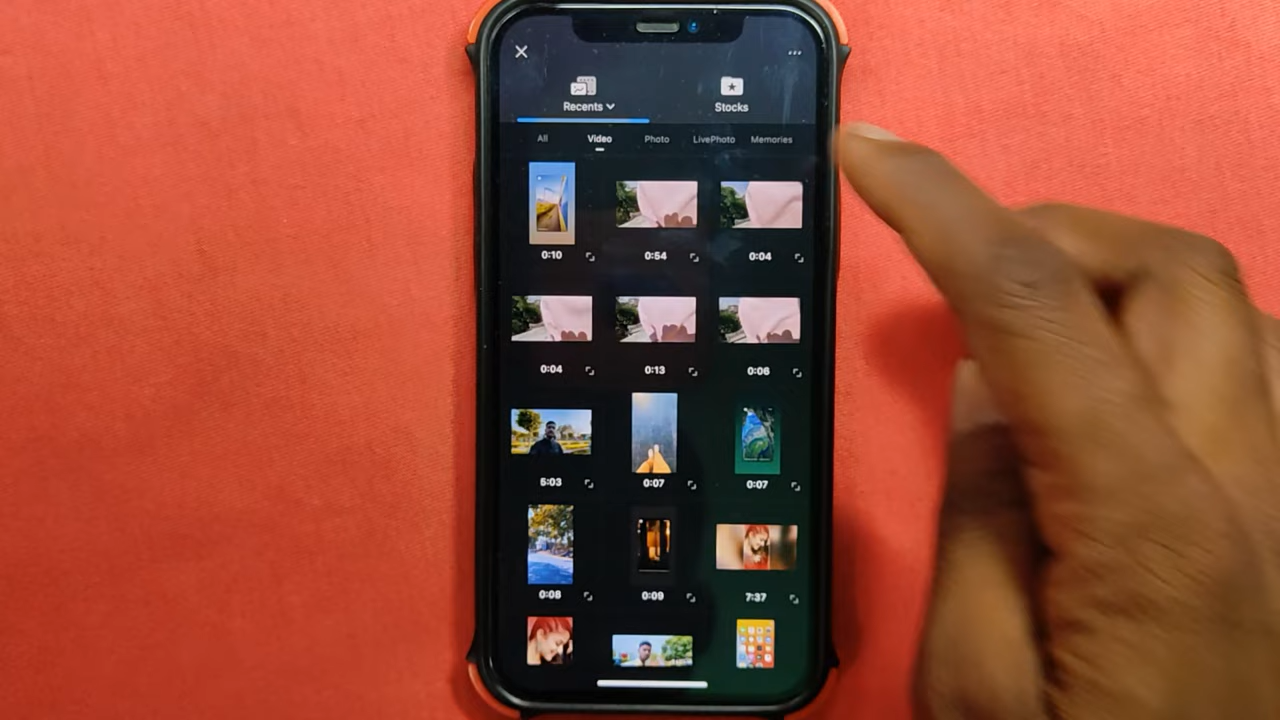 Recents
Stocks
All Video Photo LivePhoto Memories
0:10 0:54 0:04
0:04 0:13 0:06
5:03 0:07 0:07
0:08 0:09 7:37